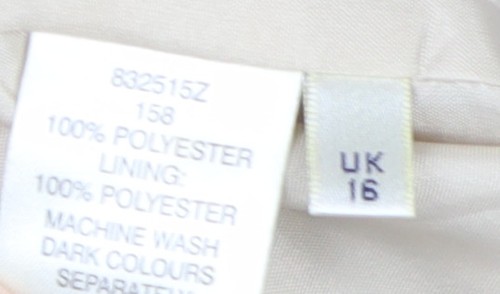 832515Z
158
100% POLYESTER
LINING:
100% POLYESTER
MACHINE WASH
DARK COLOURS
UK
16